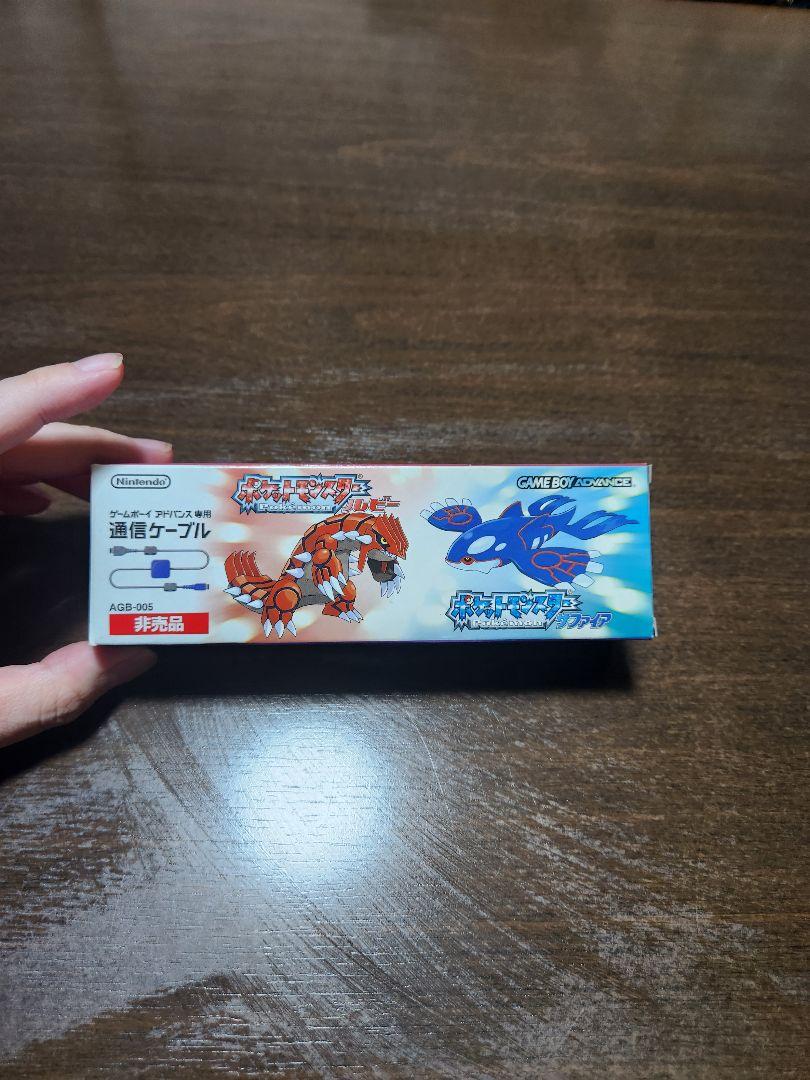 Nintendo
ゲームボーイ アドバンス専用
通信ケーブル
AGB-005
非売品
ポケットモンスター
Pokémon
ルビー
GAME BOY ADVANCE
ポケットモンスター
Pokémon
サファイア